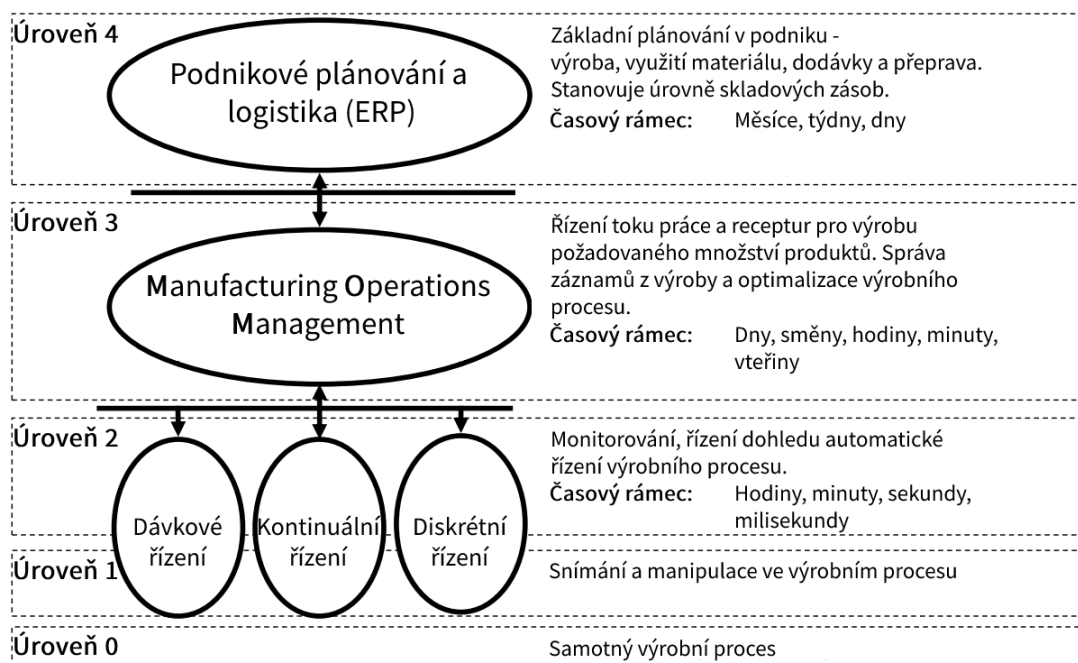 Úroveň 4
Podnikové plánování a
logistika (ERP)
Základní plánování v podniku -
výroba, využití materiálu, dodávky a přeprava.
Stanovuje úrovně skladových zásob.
Časový rámec: Měsíce, týdny, dny
Úroveň 3
Manufacturing Operations
Management
Řízení toku práce a receptur pro výrobu
požadovaného množství produktů. Správa
záznamů z výroby a optimalizace výrobního
procesu.
Časový rámec: Dny, směny, hodiny, minuty,
vteřiny
Úroveň 2
Monitorování, řízení dohledu automatické
řízení výrobního procesu.
Časový rámec: Hodiny, minuty, sekundy,
milisekundy
Dávkové
řízení
Kontinuální
řízení
Diskrétní
řízení
Úroveň 1
Snímání a manipulace ve výrobním procesu
Úroveň 0
Samotný výrobní proces